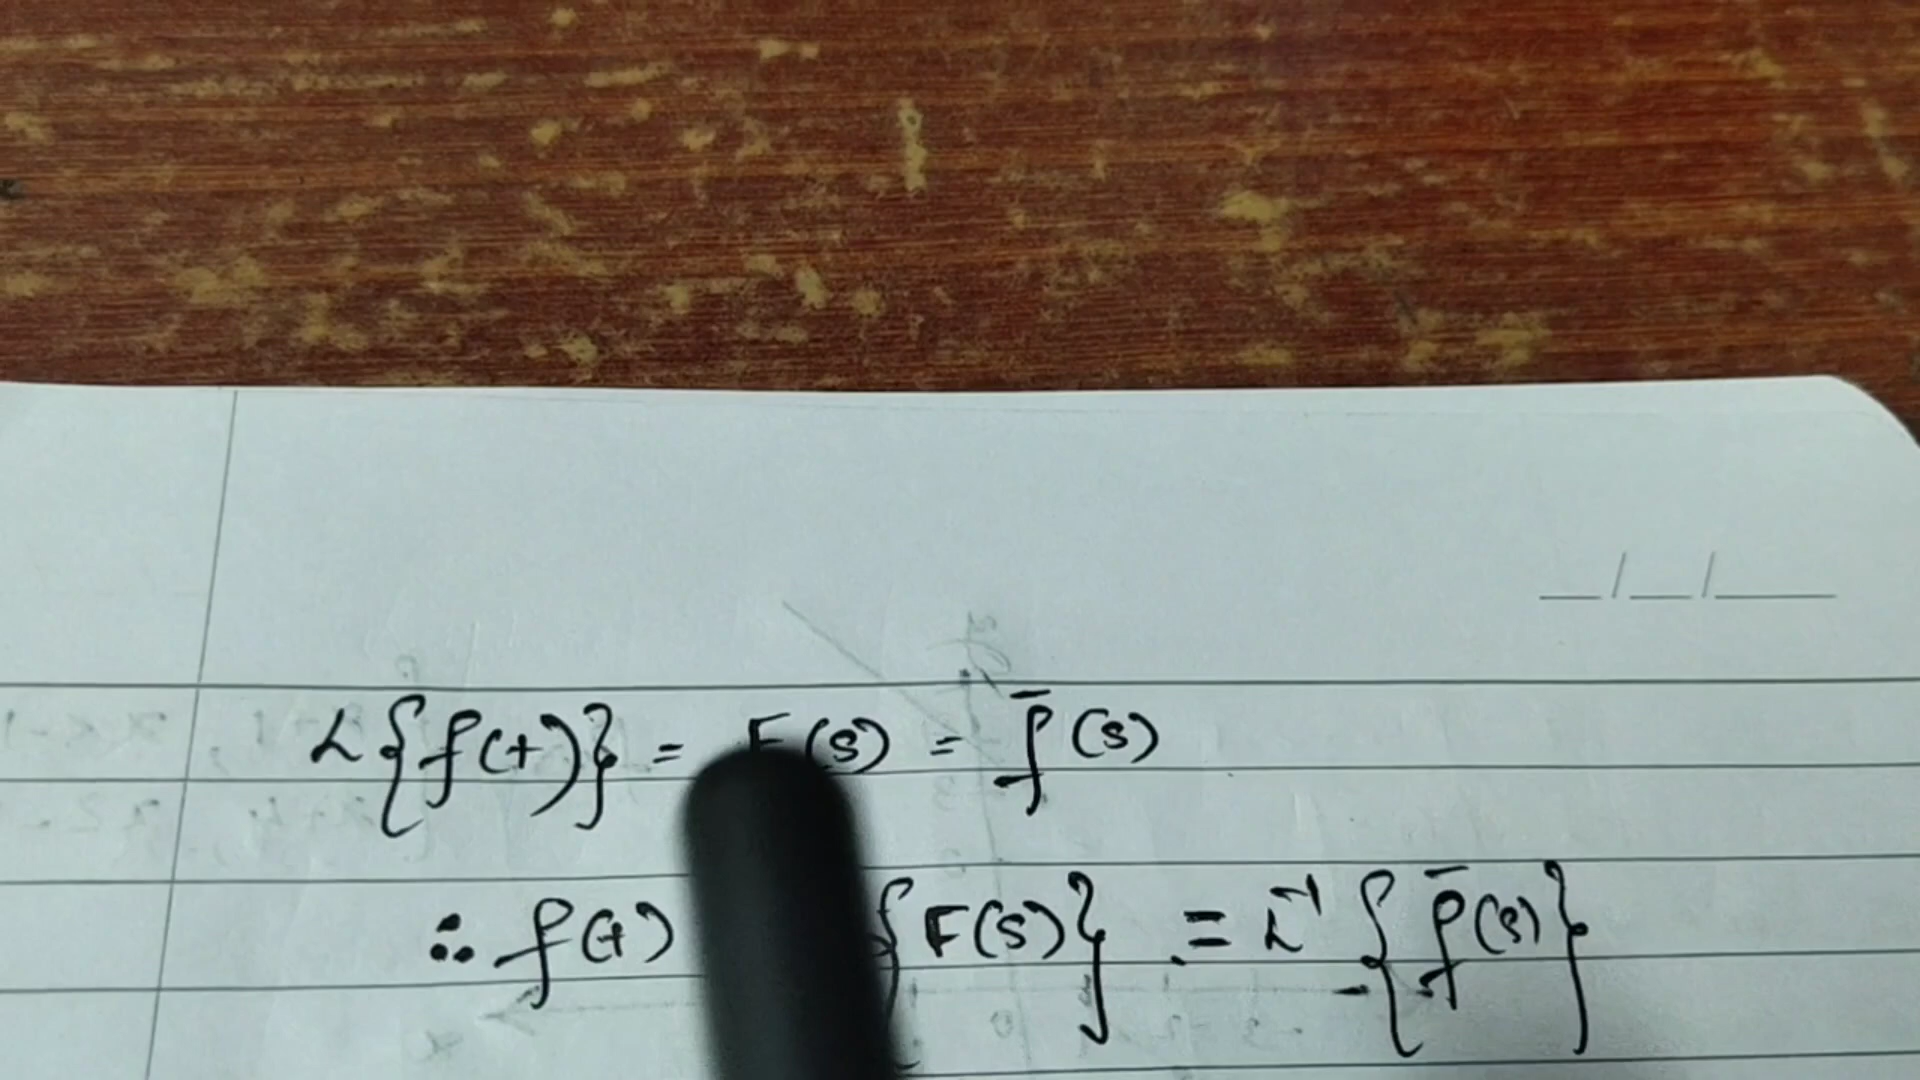 L{f(t)} = F(s) = f̄(s)
∴ f(t) {F(s)} = L⁻¹ {f̄(s)}